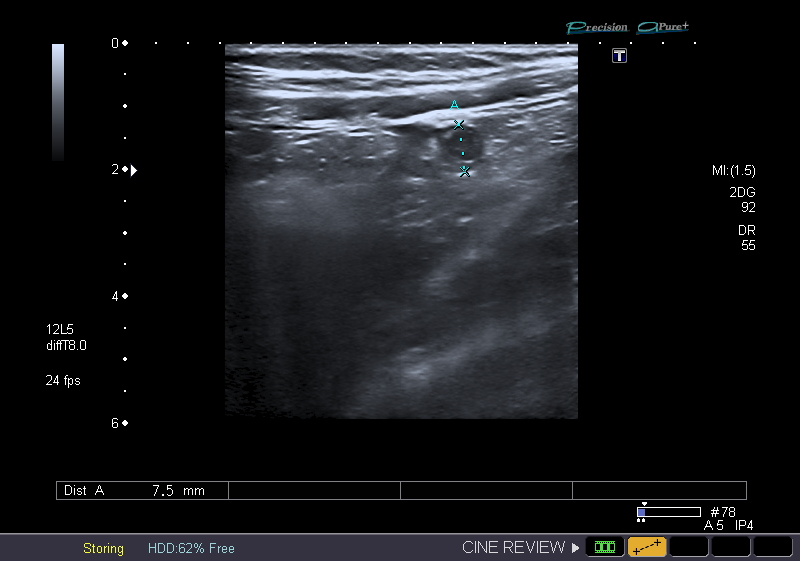 Precision APure+
0
T
A
2
MI:(1.5)
2DG
92
DR
55
4
12L5
diffT8.0
24 fps
6
Dist A 7.5 mm
#78
A 5 IP4
Storing HDD:62% Free CINE REVIEW